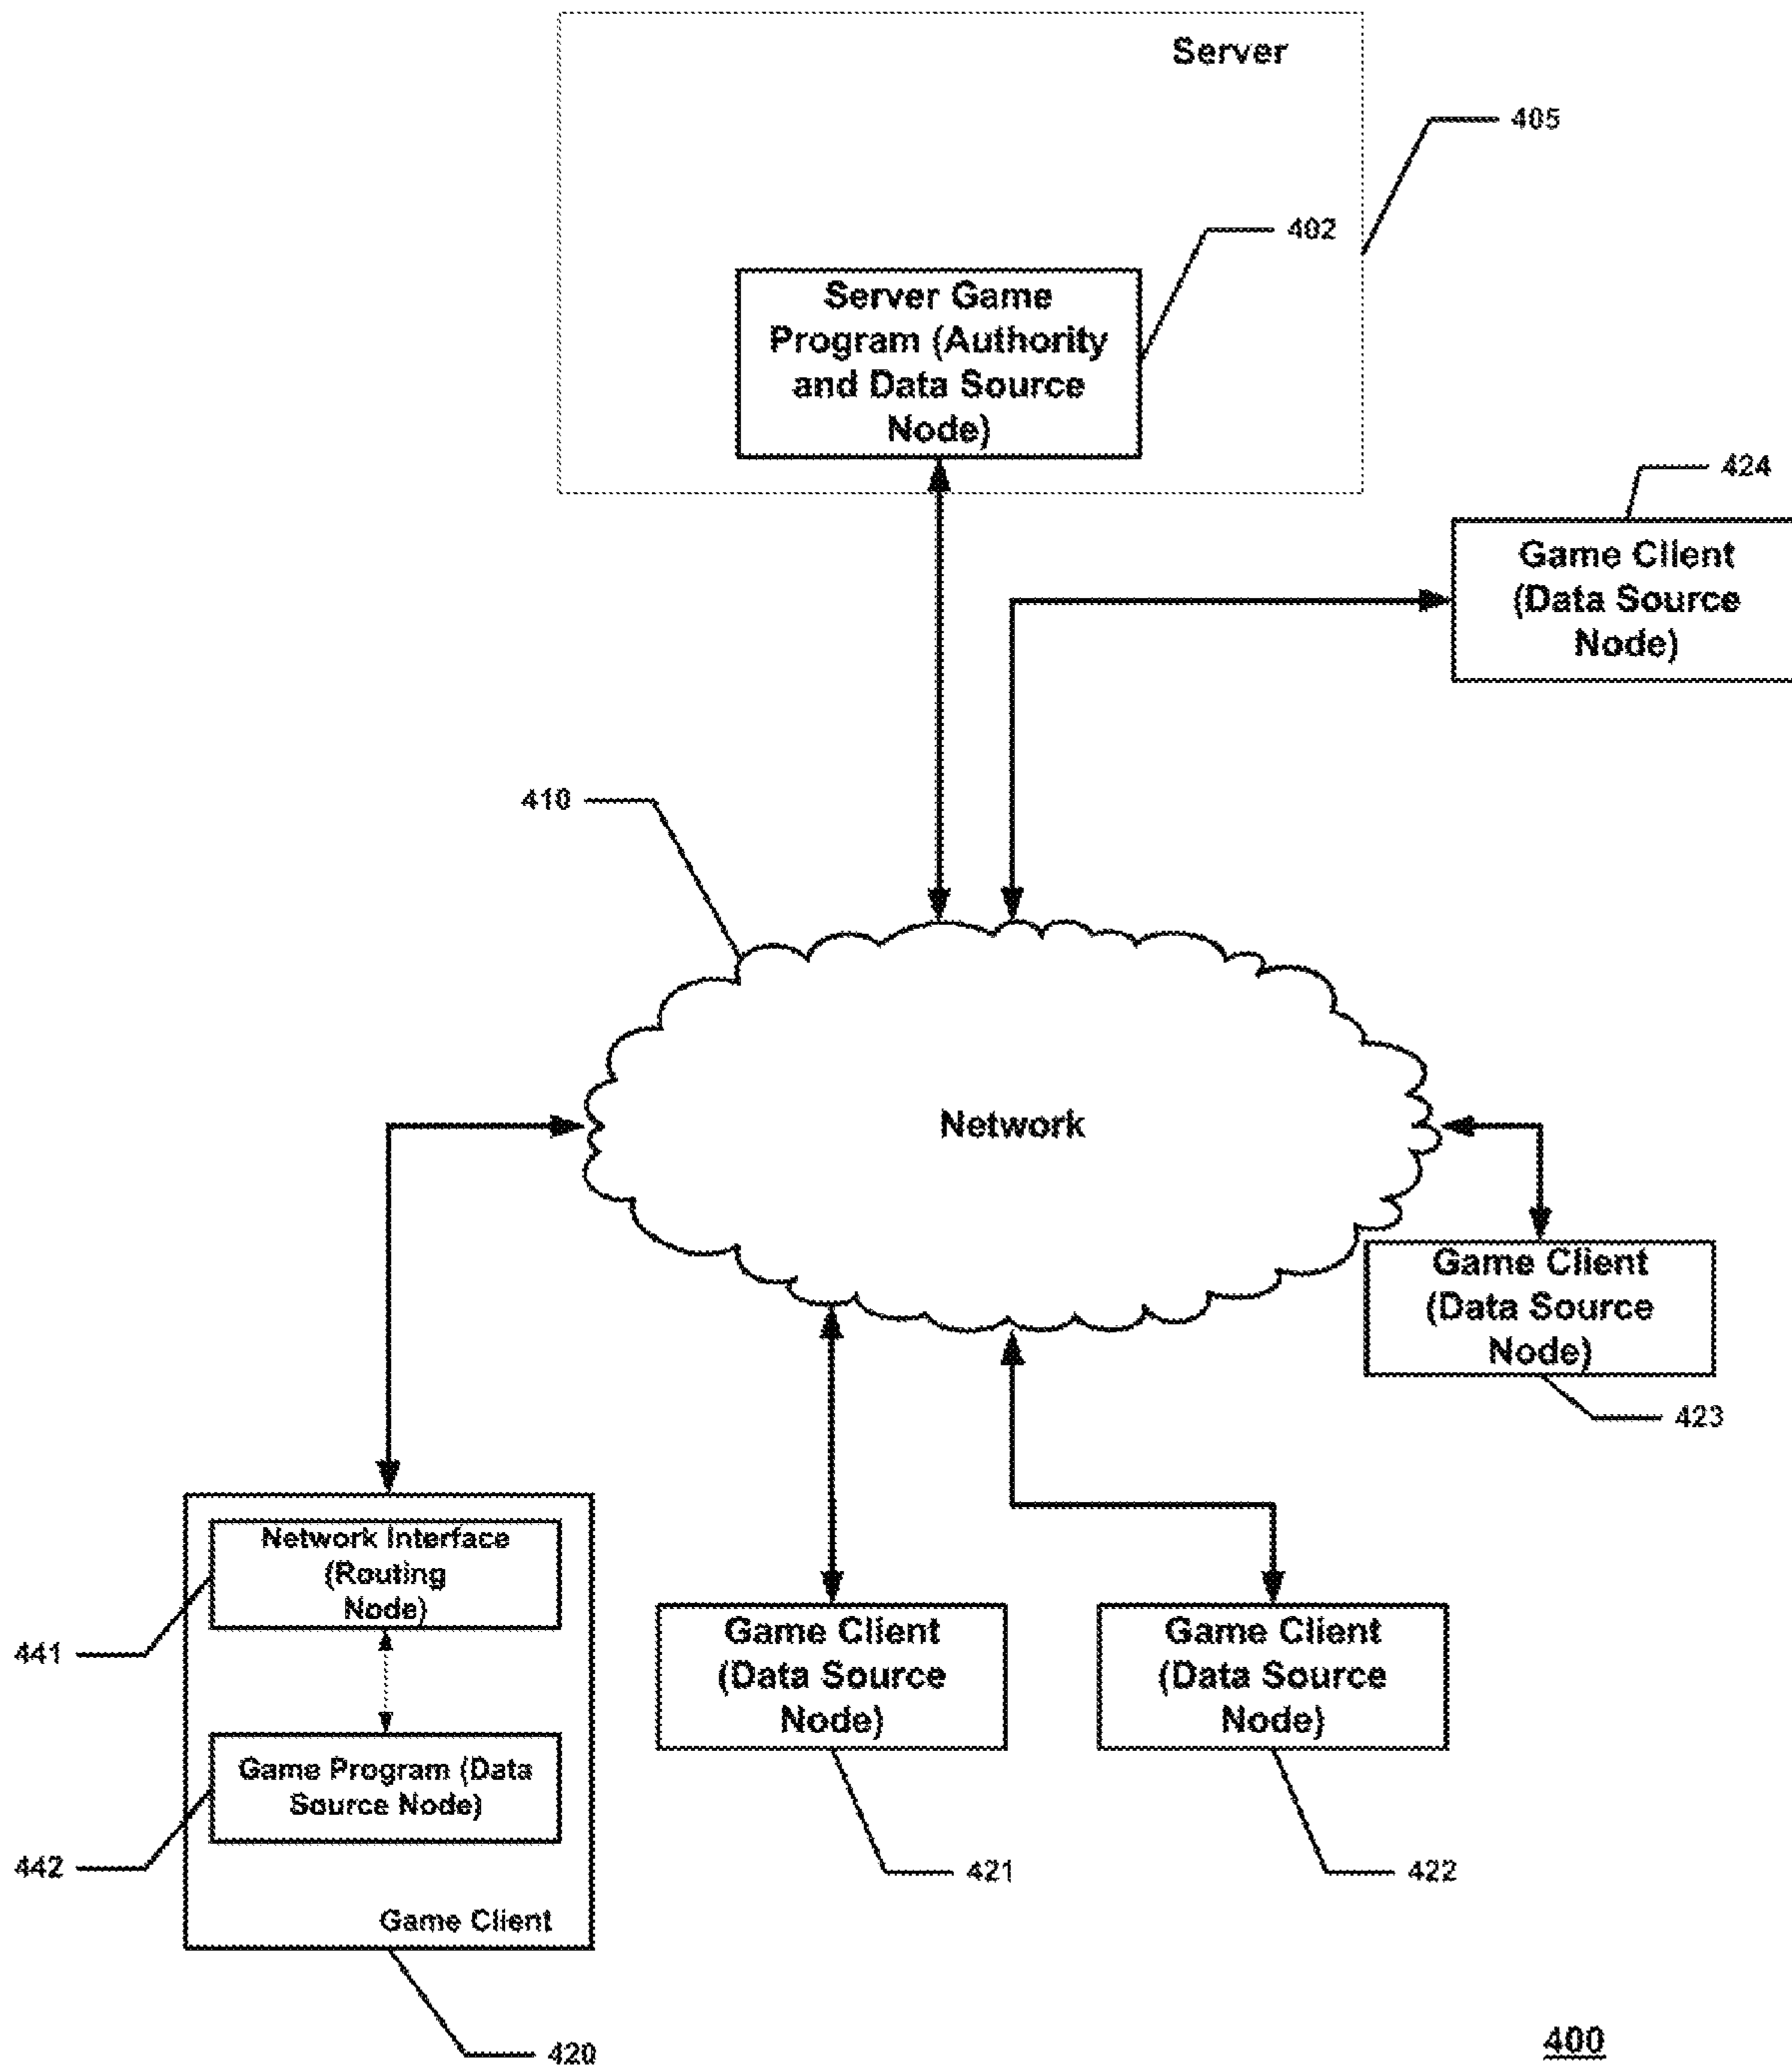 Server
405
402
Server Game
Program (Authority
and Data Source
Node)
424
Game Client
(Data Source
Node)
410
Network
Game Client
(Data Source
Node)
423
Network Interface
(Routing
Node)
441
Game Program (Data
Source Node)
442
Game Client
420
Game Client
(Data Source
Node)
421
Game Client
(Data Source
Node)
422
400